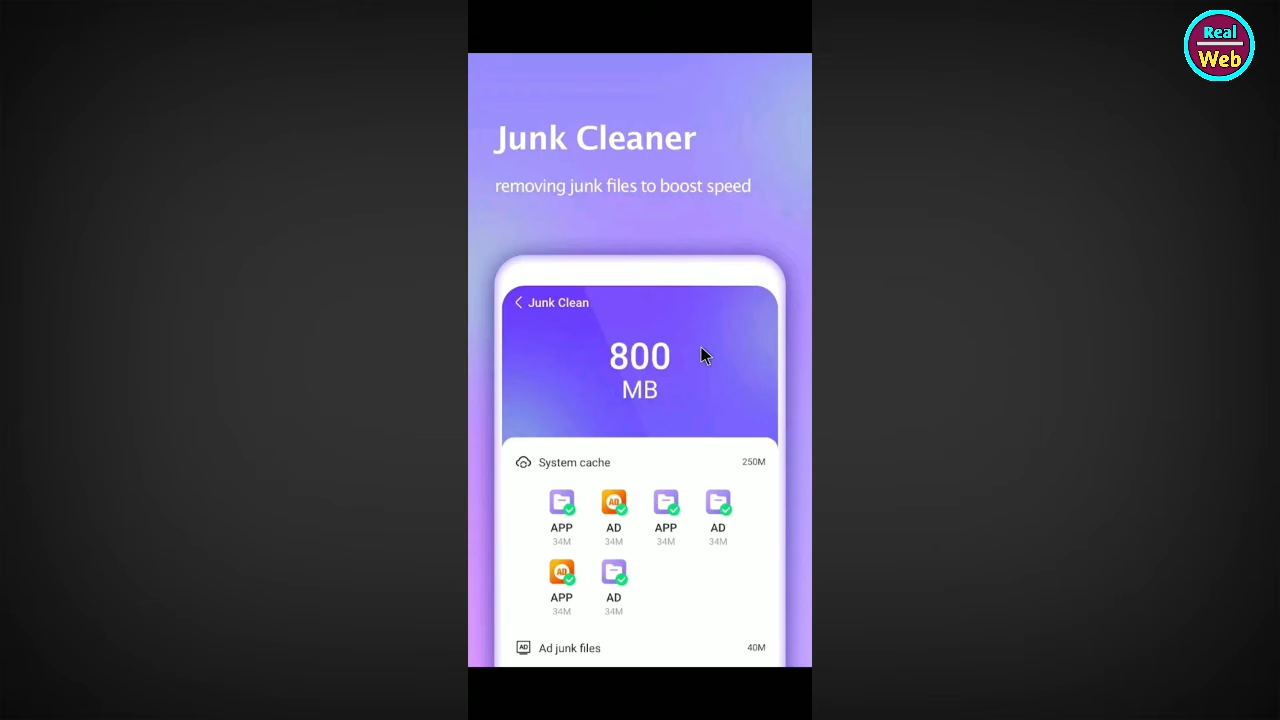 Real
Web
Junk Cleaner
removing junk files to boost speed
Junk Clean
800
MB
System cache 250M
APP AD APP AD
34M 34M 34M 34M
APP AD
34M 34M
Ad junk files 40M